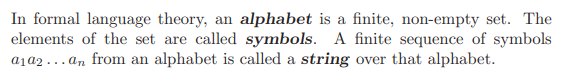 In formal language theory, an alphabet is a finite, non-empty set. The
elements of the set are called symbols. A finite sequence of symbols
a₁a₂ . . . aₙ from an alphabet is called a string over that alphabet.